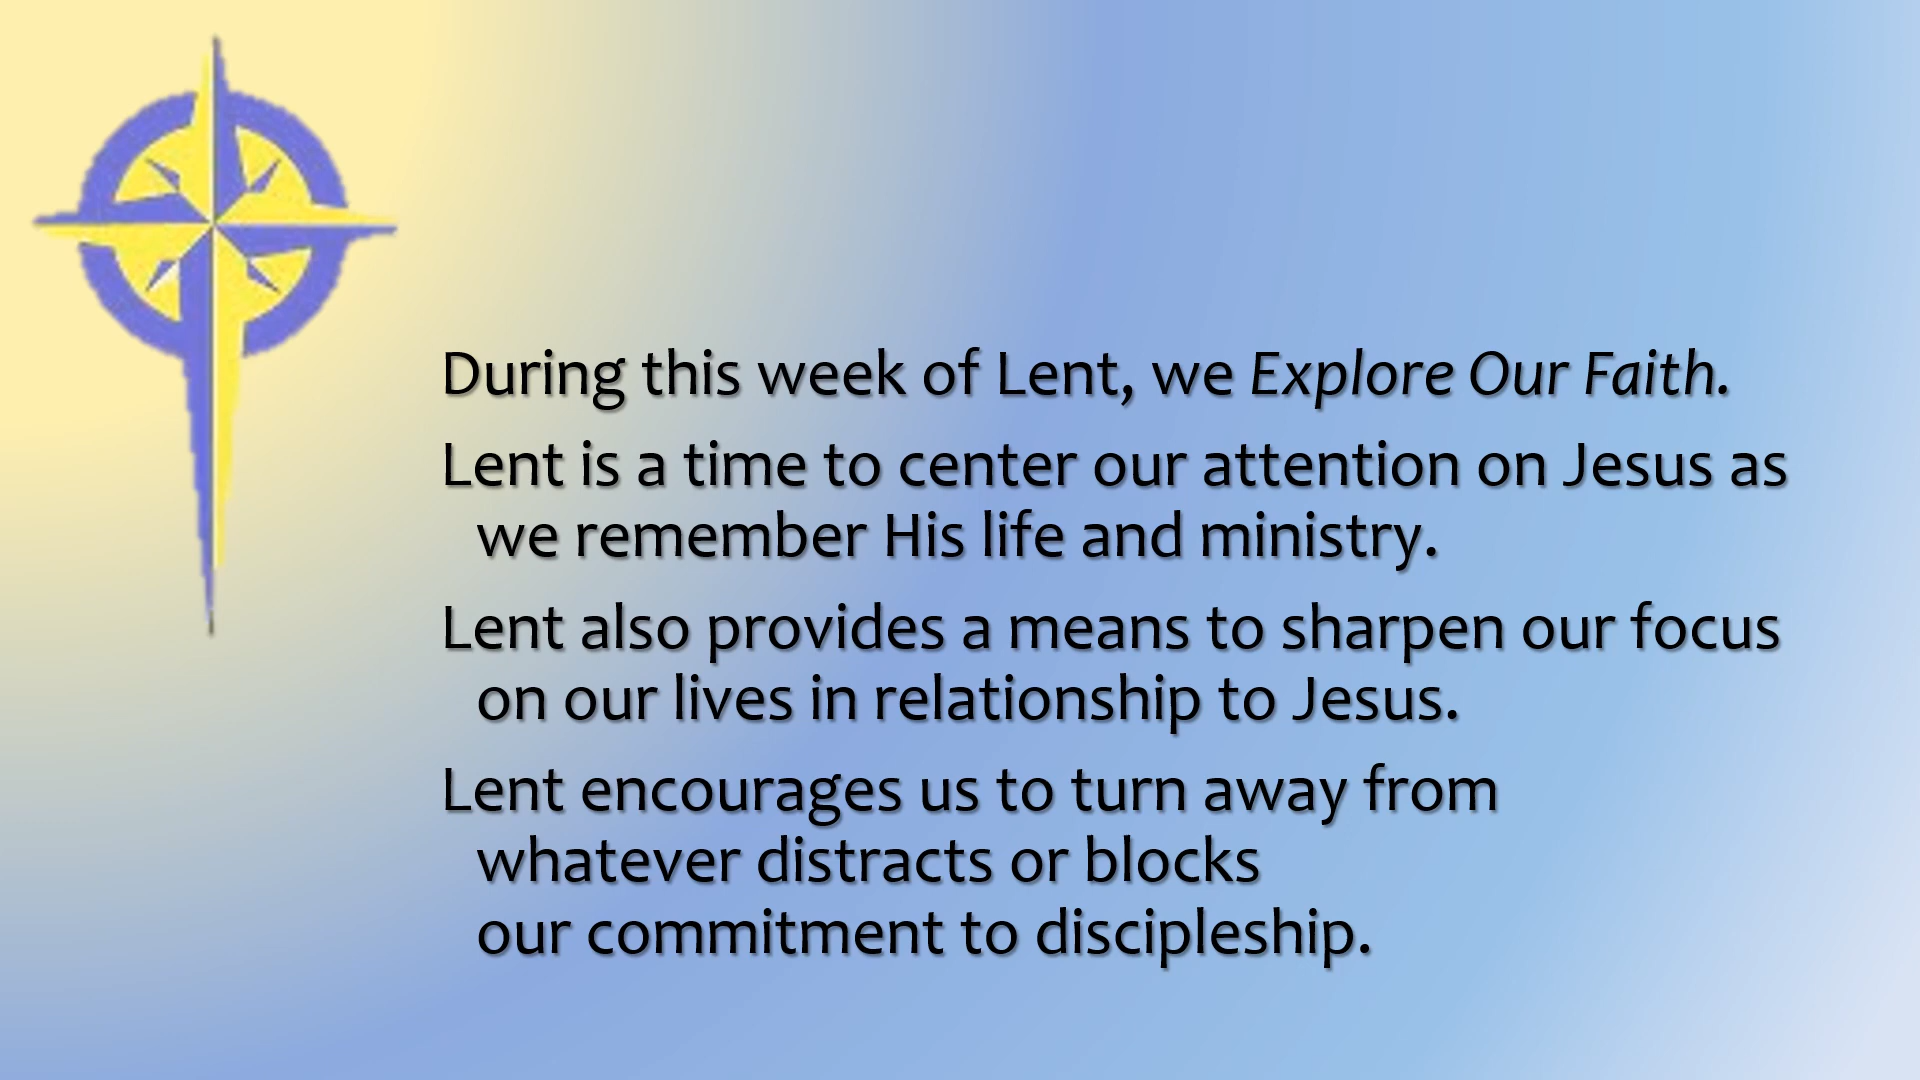 During this week of Lent, we Explore Our Faith.
Lent is a time to center our attention on Jesus as
we remember His life and ministry.
Lent also provides a means to sharpen our focus
on our lives in relationship to Jesus.
Lent encourages us to turn away from
whatever distracts or blocks
our commitment to discipleship.